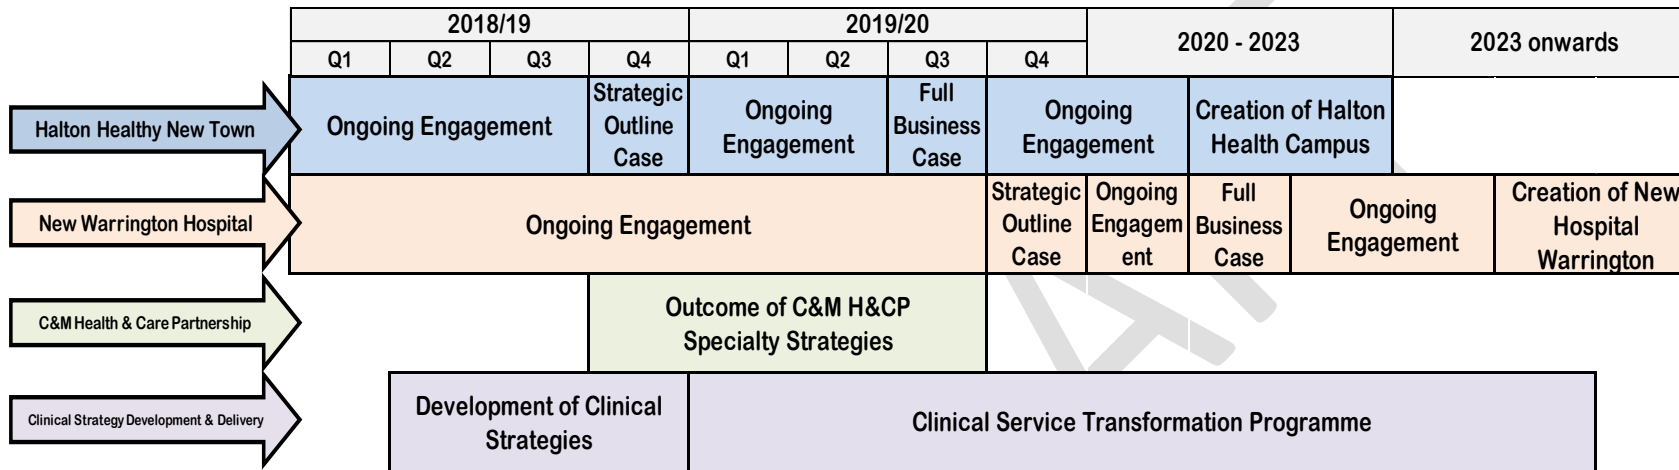 2018/19 2019/20 2020 - 2023 2023 onwards
Q1 Q2 Q3 Q4 Q1 Q2 Q3 Q4
Halton Healthy New Town
Ongoing Engagement
Strategic
Outline
Case
Ongoing
Engagement
Full
Business
Case
Ongoing
Engagement
Creation of Halton
Health Campus
New Warrington Hospital
Ongoing Engagement
Strategic
Outline
Case
Ongoing
Engagem
ent
Full
Business
Case
Ongoing
Engagement
Creation of New
Hospital
Warrington
C&M Health & Care Partnership
Outcome of C&M H&CP
Specialty Strategies
Clinical Strategy Development & Delivery
Development of Clinical
Strategies
Clinical Service Transformation Programme